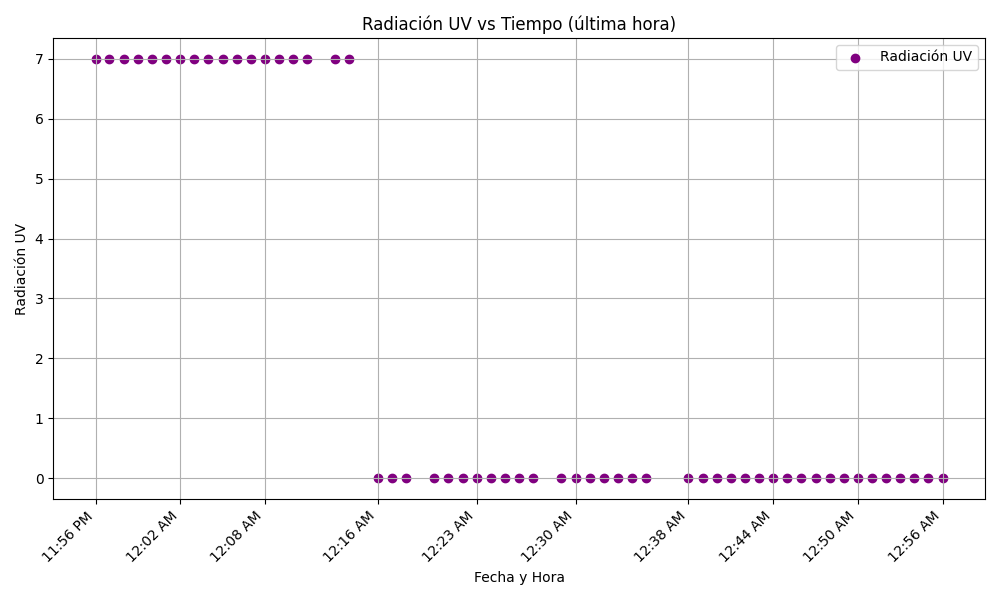 Radiación UV vs Tiempo (última hora)
Radiación UV
7
6
5
4
3
2
1
0
Radiación UV
11:56 PM
12:02 AM
12:08 AM
12:16 AM
12:23 AM
12:30 AM
12:38 AM
12:44 AM
12:50 AM
12:56 AM
Fecha y Hora